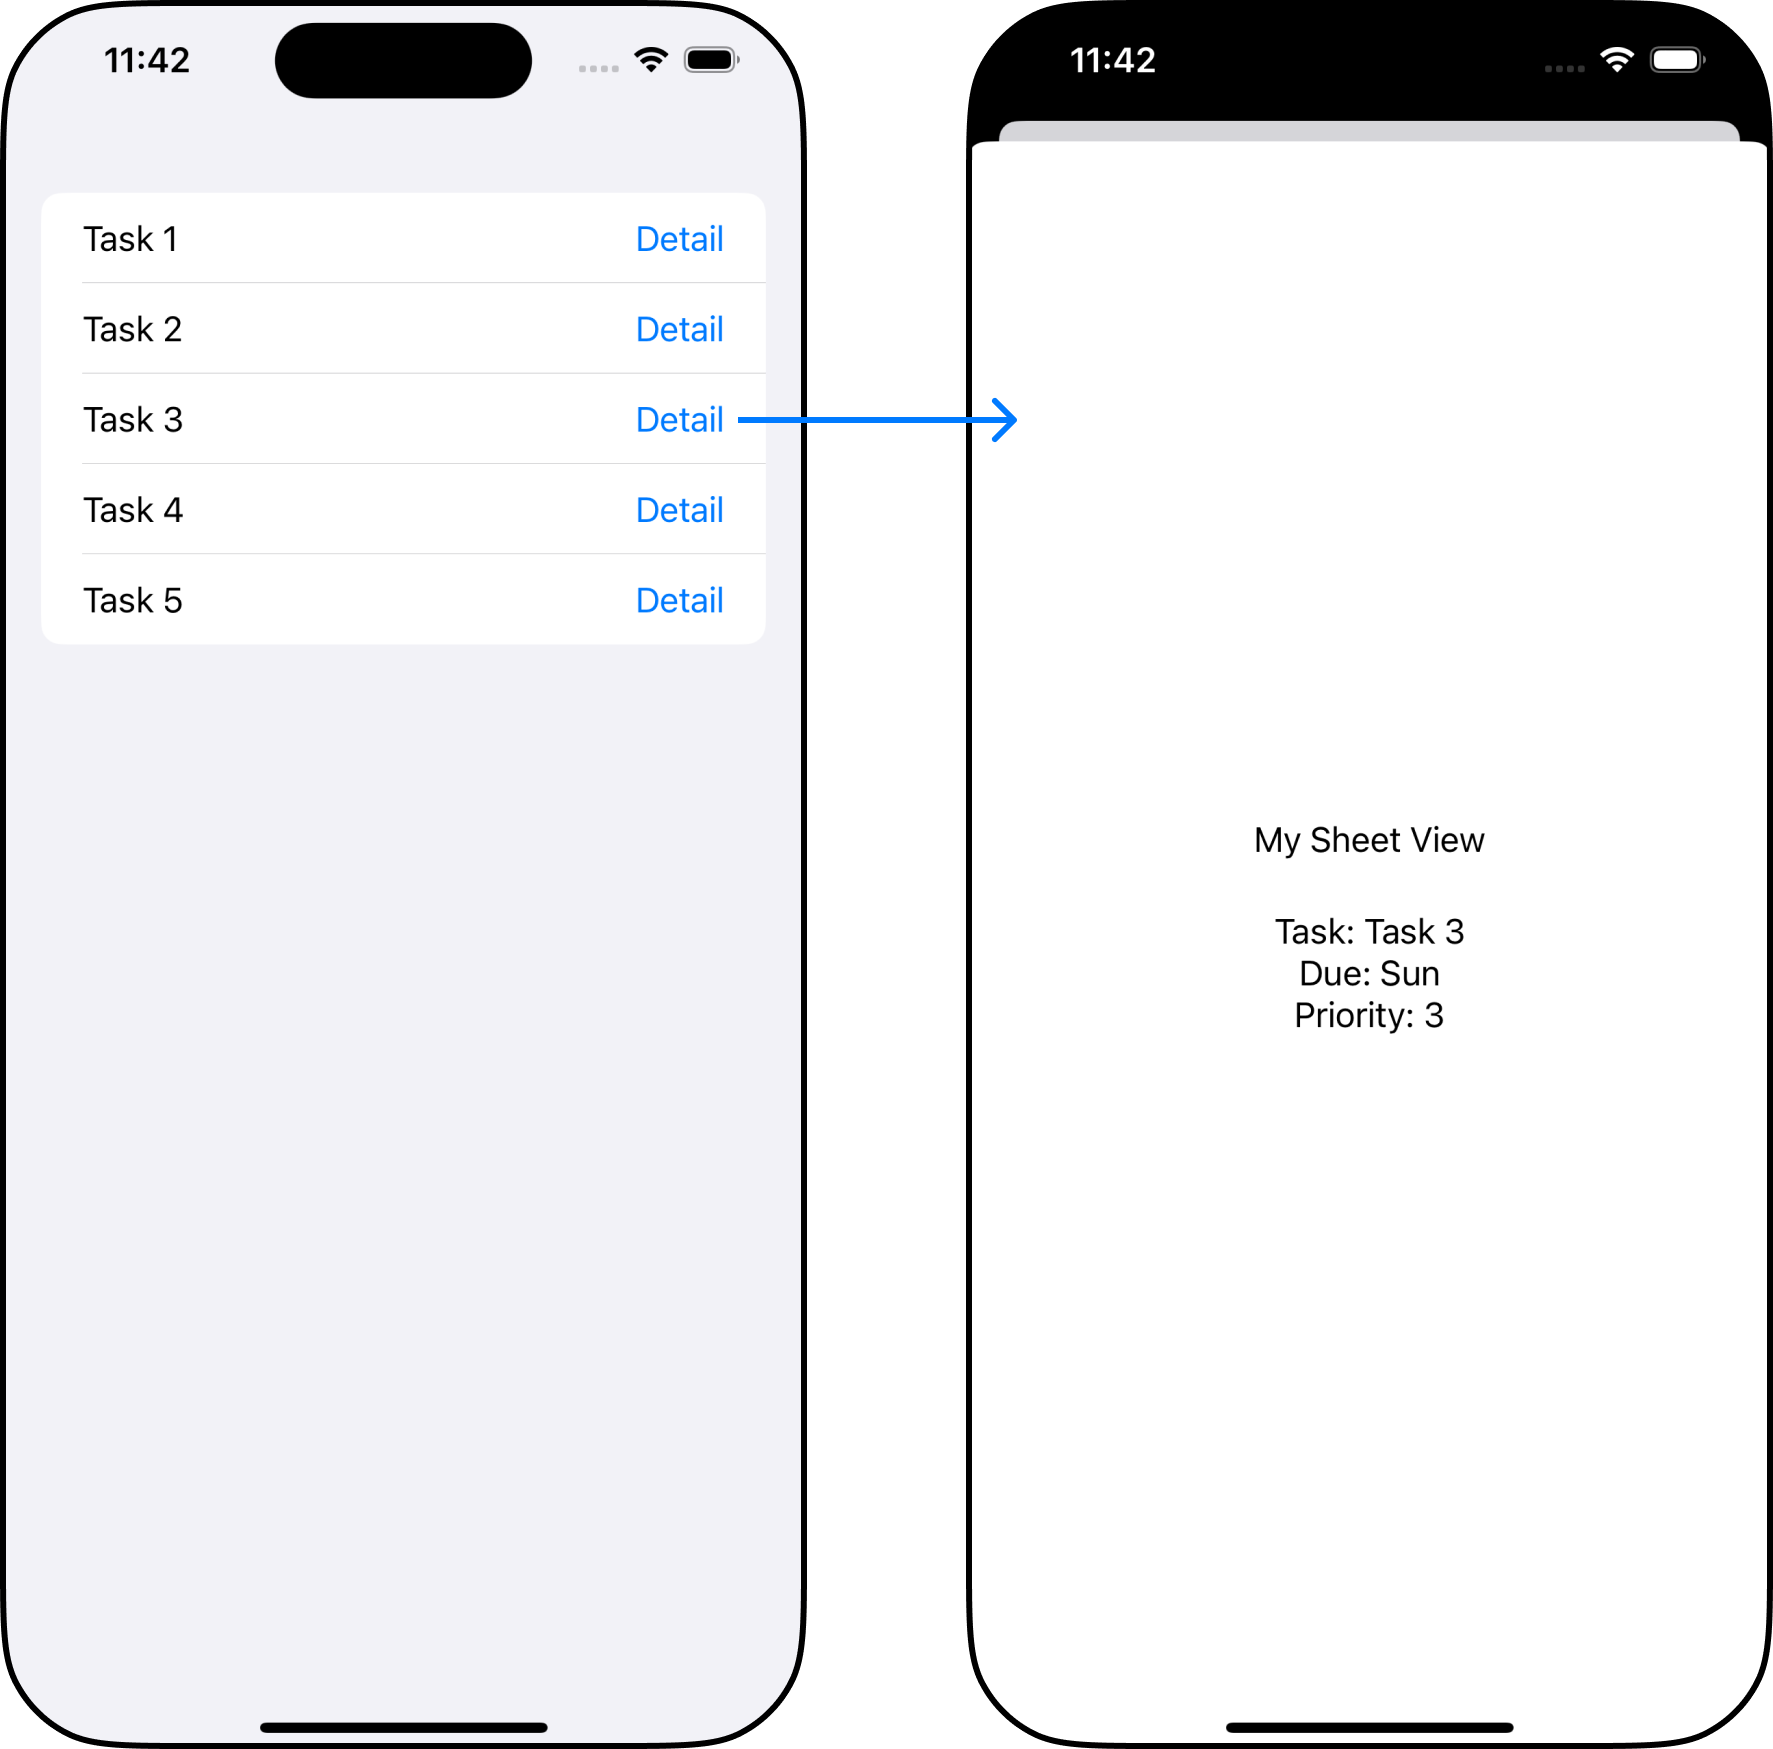 11:42
Task 1 Detail
Task 2 Detail
Task 3 Detail
Task 4 Detail
Task 5 Detail
11:42
My Sheet View
Task: Task 3
Due: Sun
Priority: 3